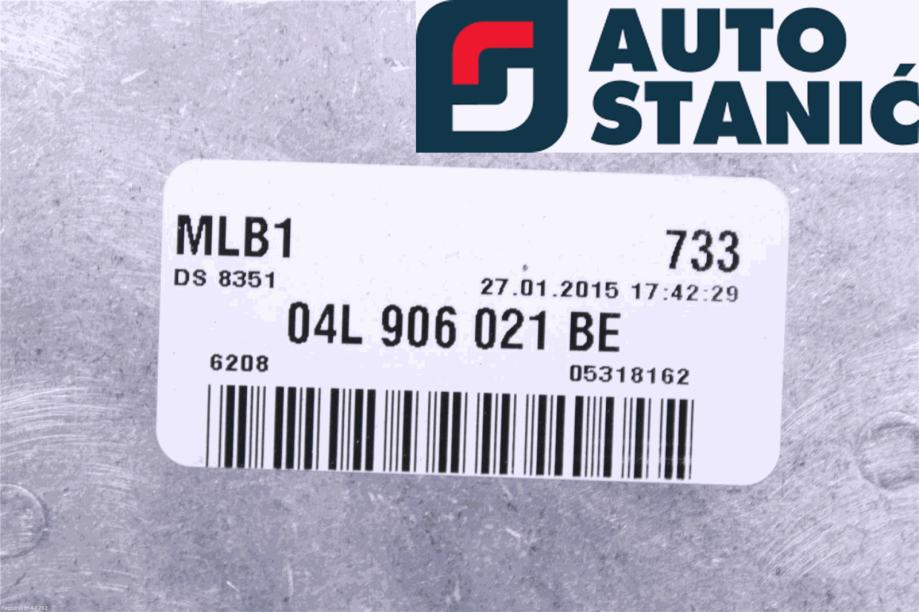 AUTO
STANIĆ
MLB1 733
DS 8351 27.01.2015 17:42:29
04L 906 021 BE
6208 05318162